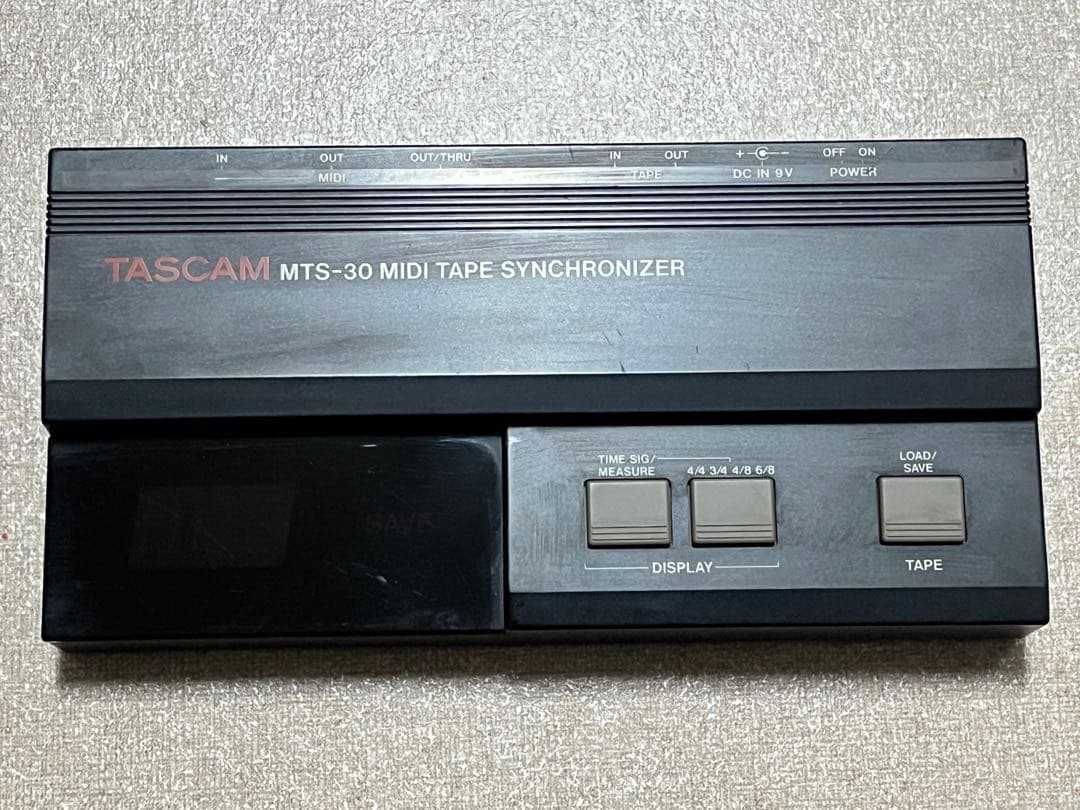 IN OUT OUT/THRU IN OUT + - OFF ON
MIDI TAPE DC IN 9V POWER
TASCAM MTS-30 MIDI TAPE SYNCHRONIZER
TIME SIG/
MEASURE 4/4 3/4 4/8 6/8
LOAD/
SAVE
SAVE
DISPLAY TAPE